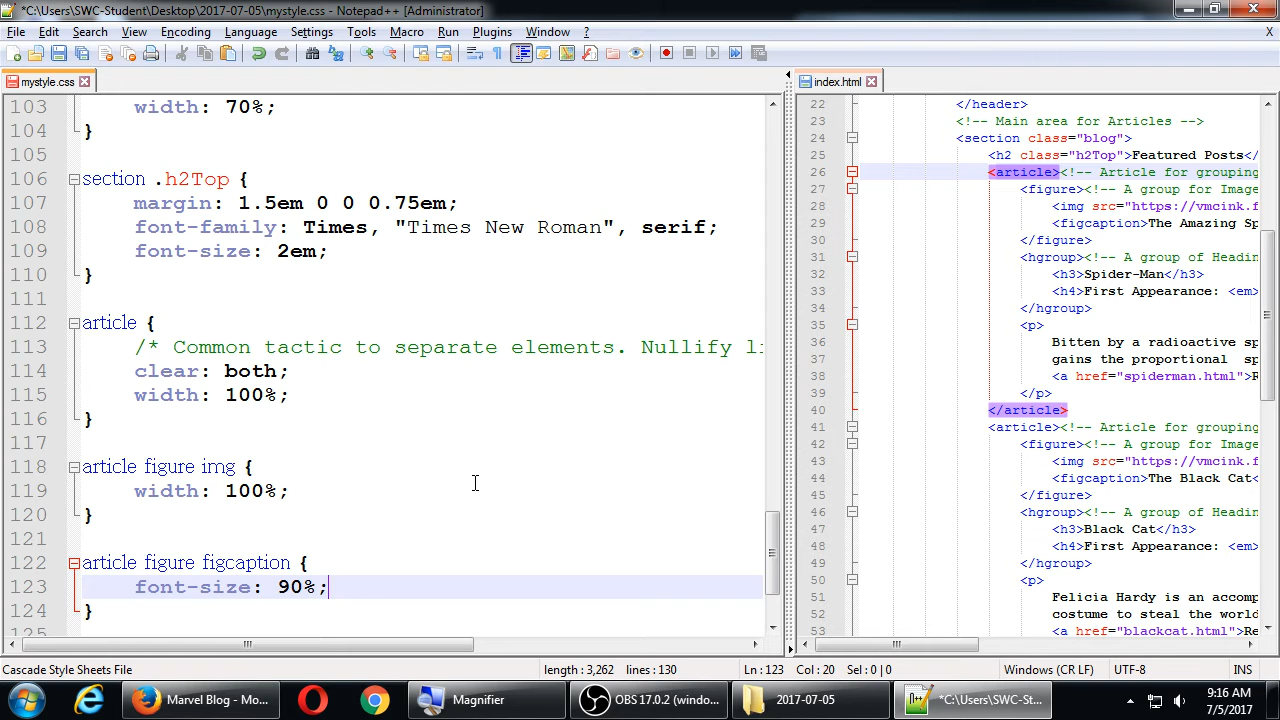 *C:\Users\SWC-Student\Desktop\2017-07-05\mystyle.css - Notepad++ [Administrator]
File Edit Search View Encoding Language Settings Tools Macro Run Plugins Window ? X
mystyle.css
103 width: 70%;
104 }
105
106 section .h2Top {
107 margin: 1.5em 0 0 0.75em;
108 font-family: Times, "Times New Roman", serif;
109 font-size: 2em;
110 }
111
112 article {
113 /* Common tactic to separate elements. Nullify li
114 clear: both;
115 width: 100%;
116 }
117
118 article figure img {
119 width: 100%;
120 }
121
122 article figure figcaption {
123 font-size: 90%;
124 }
125
index.html
22 </header>
23 <!-- Main area for Articles -->
24 <section class="blog">
25 <h2 class="h2Top">Featured Posts</
26 <article><!-- Article for grouping
27 <figure><!-- A group for Image
28 <img src="https://vmcink.f
29 <figcaption>The Amazing Sp
30 </figure>
31 <hgroup><!-- A group of Heading
32 <h3>Spider-Man</h3>
33 <h4>First Appearance: <em>
34 </hgroup>
35 <p>
36 Bitten by a radioactive sp
37 gains the proportional sp
38 <a href="spiderman.html">R
39 </p>
40 </article>
41 <article><!-- Article for grouping
42 <figure><!-- A group for Image
43 <img src="https://vmcink.f
44 <figcaption>The Black Cat<
45 </figure>
46 <hgroup><!-- A group of Heading
47 <h3>Black Cat</h3>
48 <h4>First Appearance: <em>
49 </hgroup>
50 <p>
51 Felicia Hardy is an accomp
52 costume to steal the world
53 <a href="blackcat.html">Re
Cascade Style Sheets File length : 3,262 lines : 130 Ln : 123 Col : 20 Sel : 0 | 0 Windows (CR LF) UTF-8 INS
Marvel Blog - Mo...
Magnifier
OBS 17.0.2 (windo...
2017-07-05
*C:\Users\SWC-St...
9:16 AM
7/5/2017